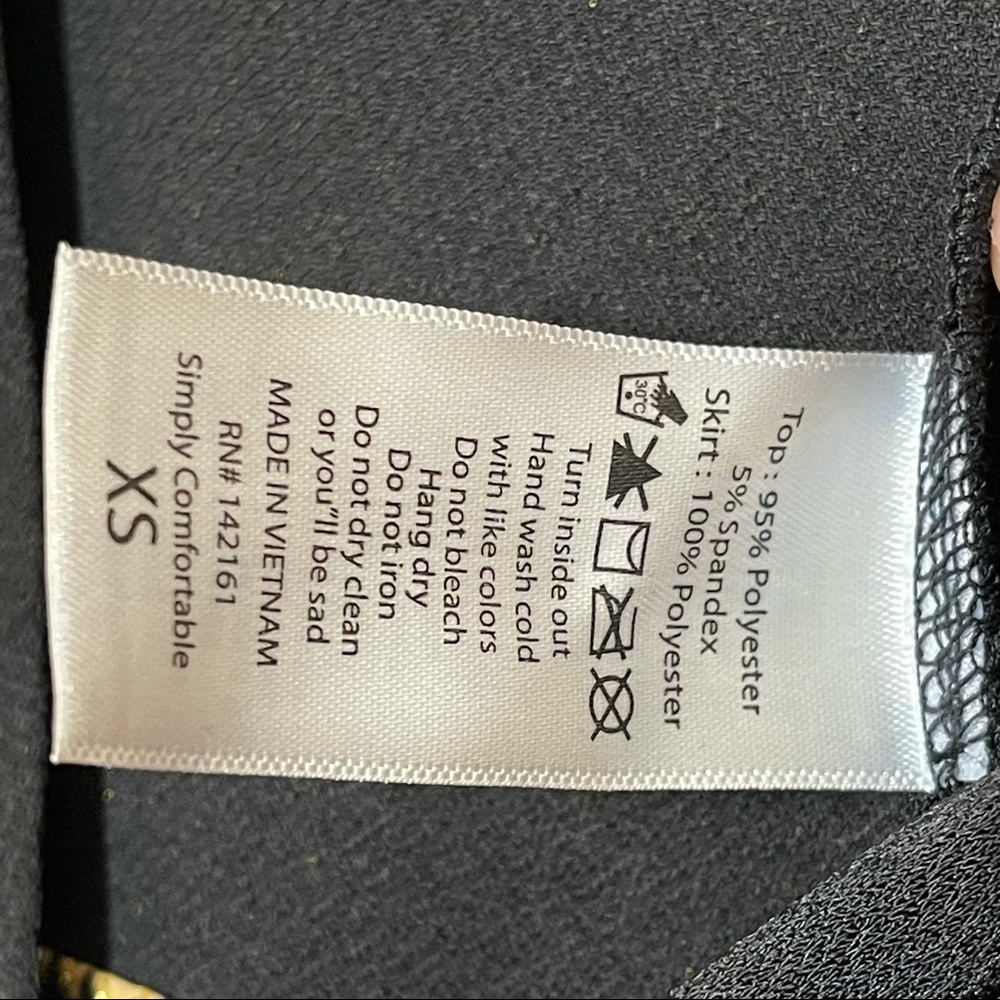 Top : 95% Polyester
5% Spandex
Skirt : 100% Polyester
30°C
Turn inside out
Hand wash cold
with like colors
Do not bleach
Hang dry
Do not iron
Do not dry clean
or you"ll be sad
MADE IN VIETNAM
RN# 142161
Simply Comfortable
XS